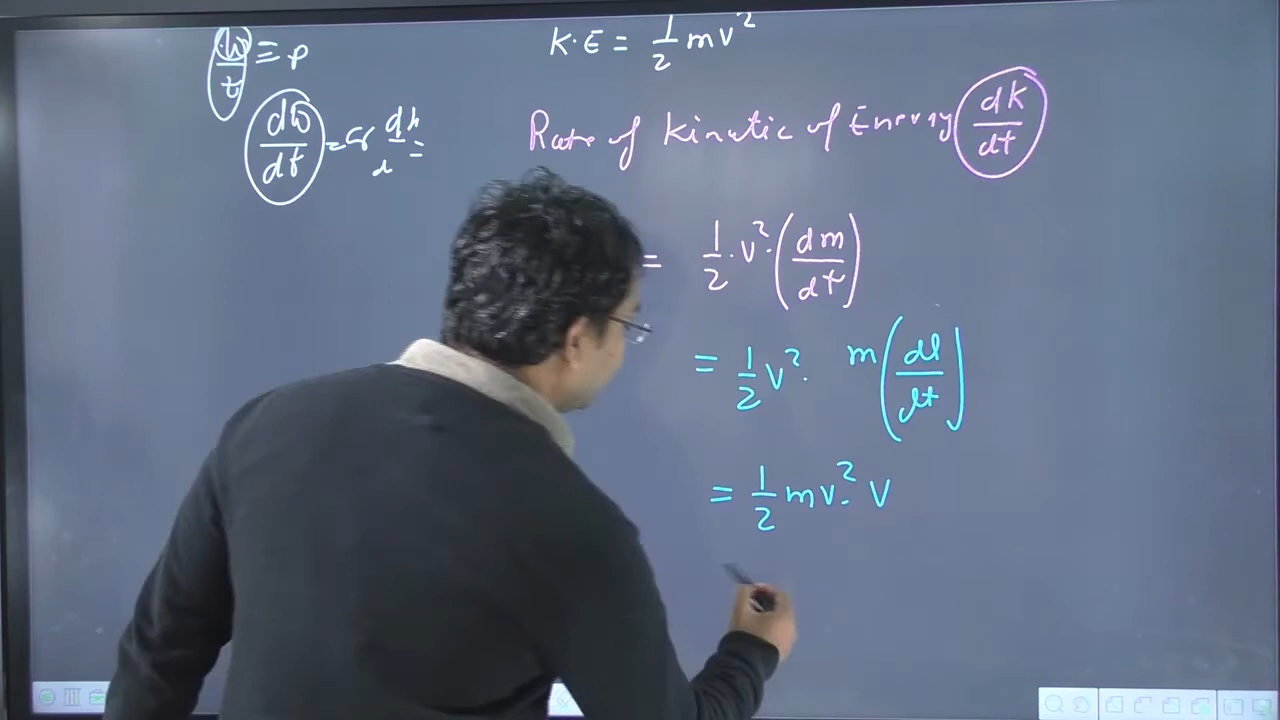 K.E = 1/2 mv²
w/t = P
dw/dt = dk/d
Rate of kinetic of Energy dk/dt
= 1/2 . v² . (dm/dt)
= 1/2 v² . m (dl/dt)
= 1/2 mv² . v